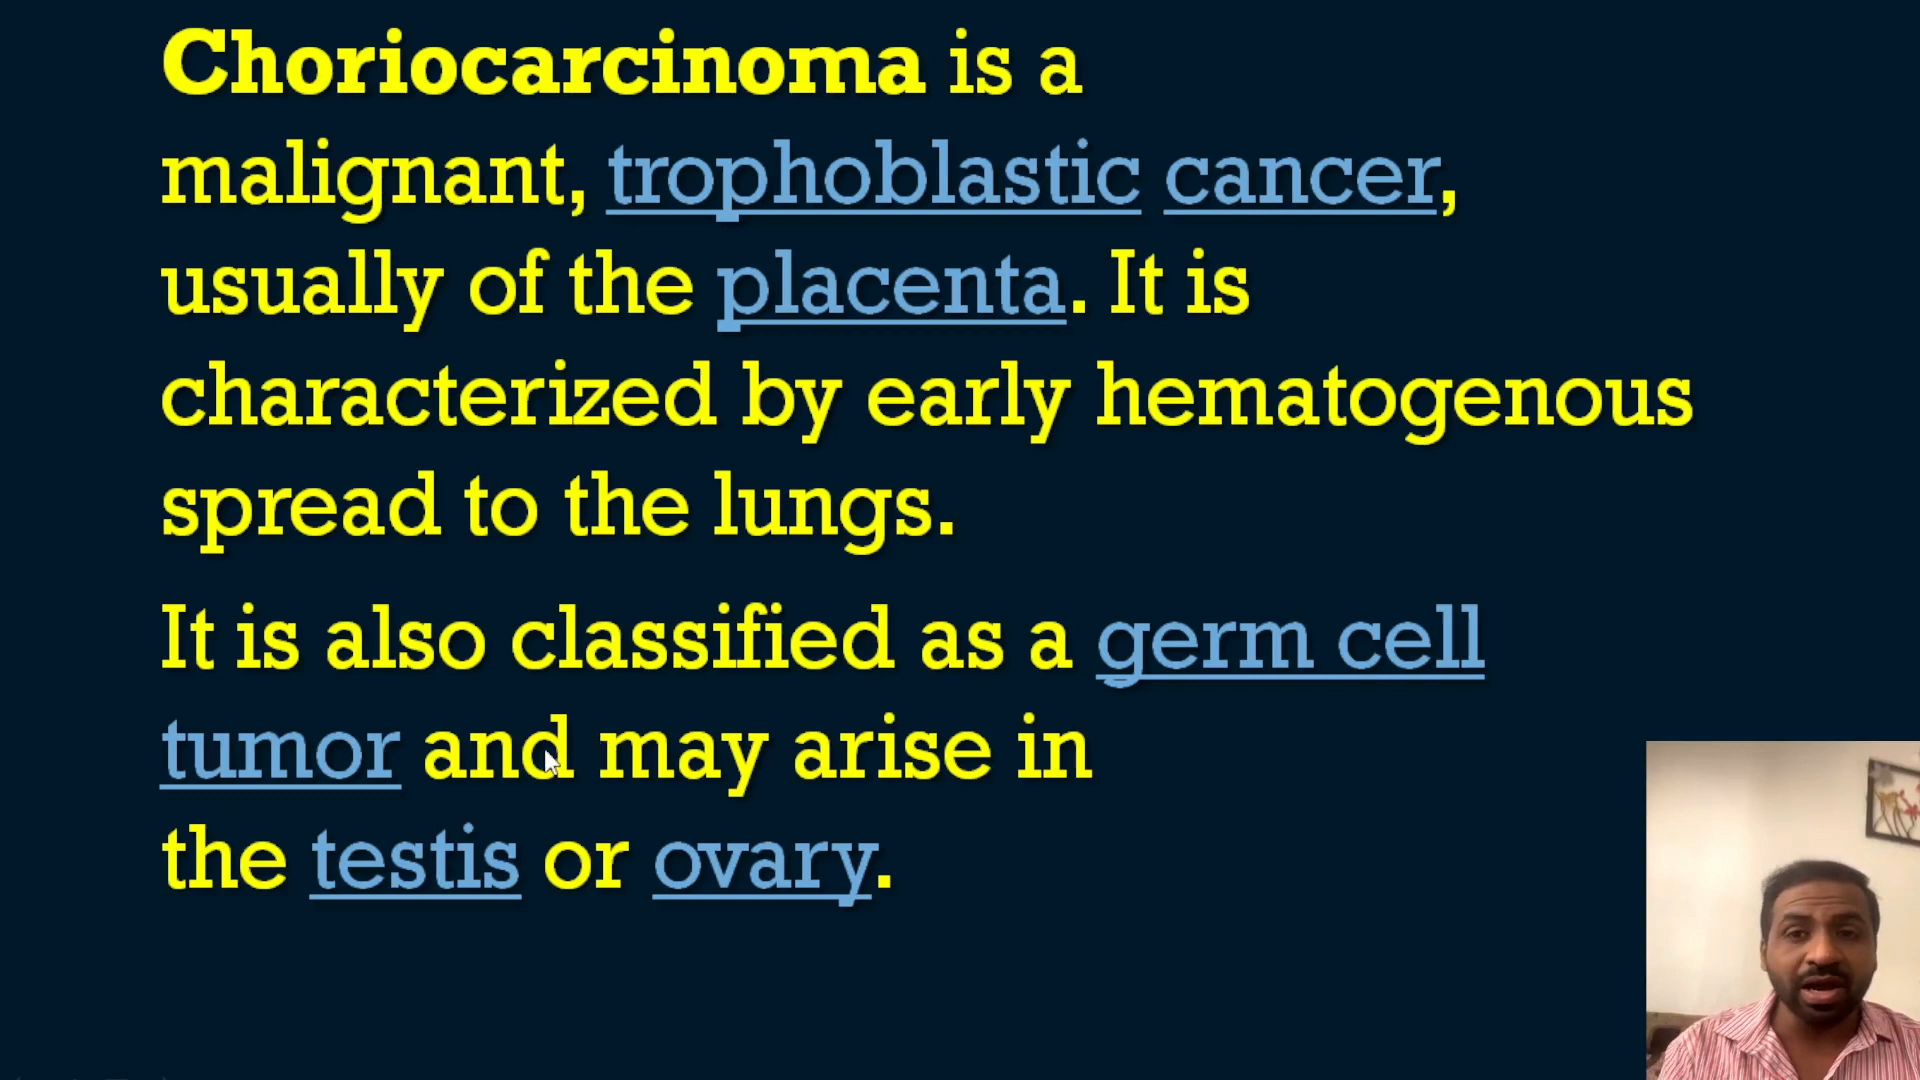 Choriocarcinoma is a
malignant, trophoblastic cancer,
usually of the placenta. It is
characterized by early hematogenous
spread to the lungs.
It is also classified as a germ cell
tumor and may arise in
the testis or ovary.